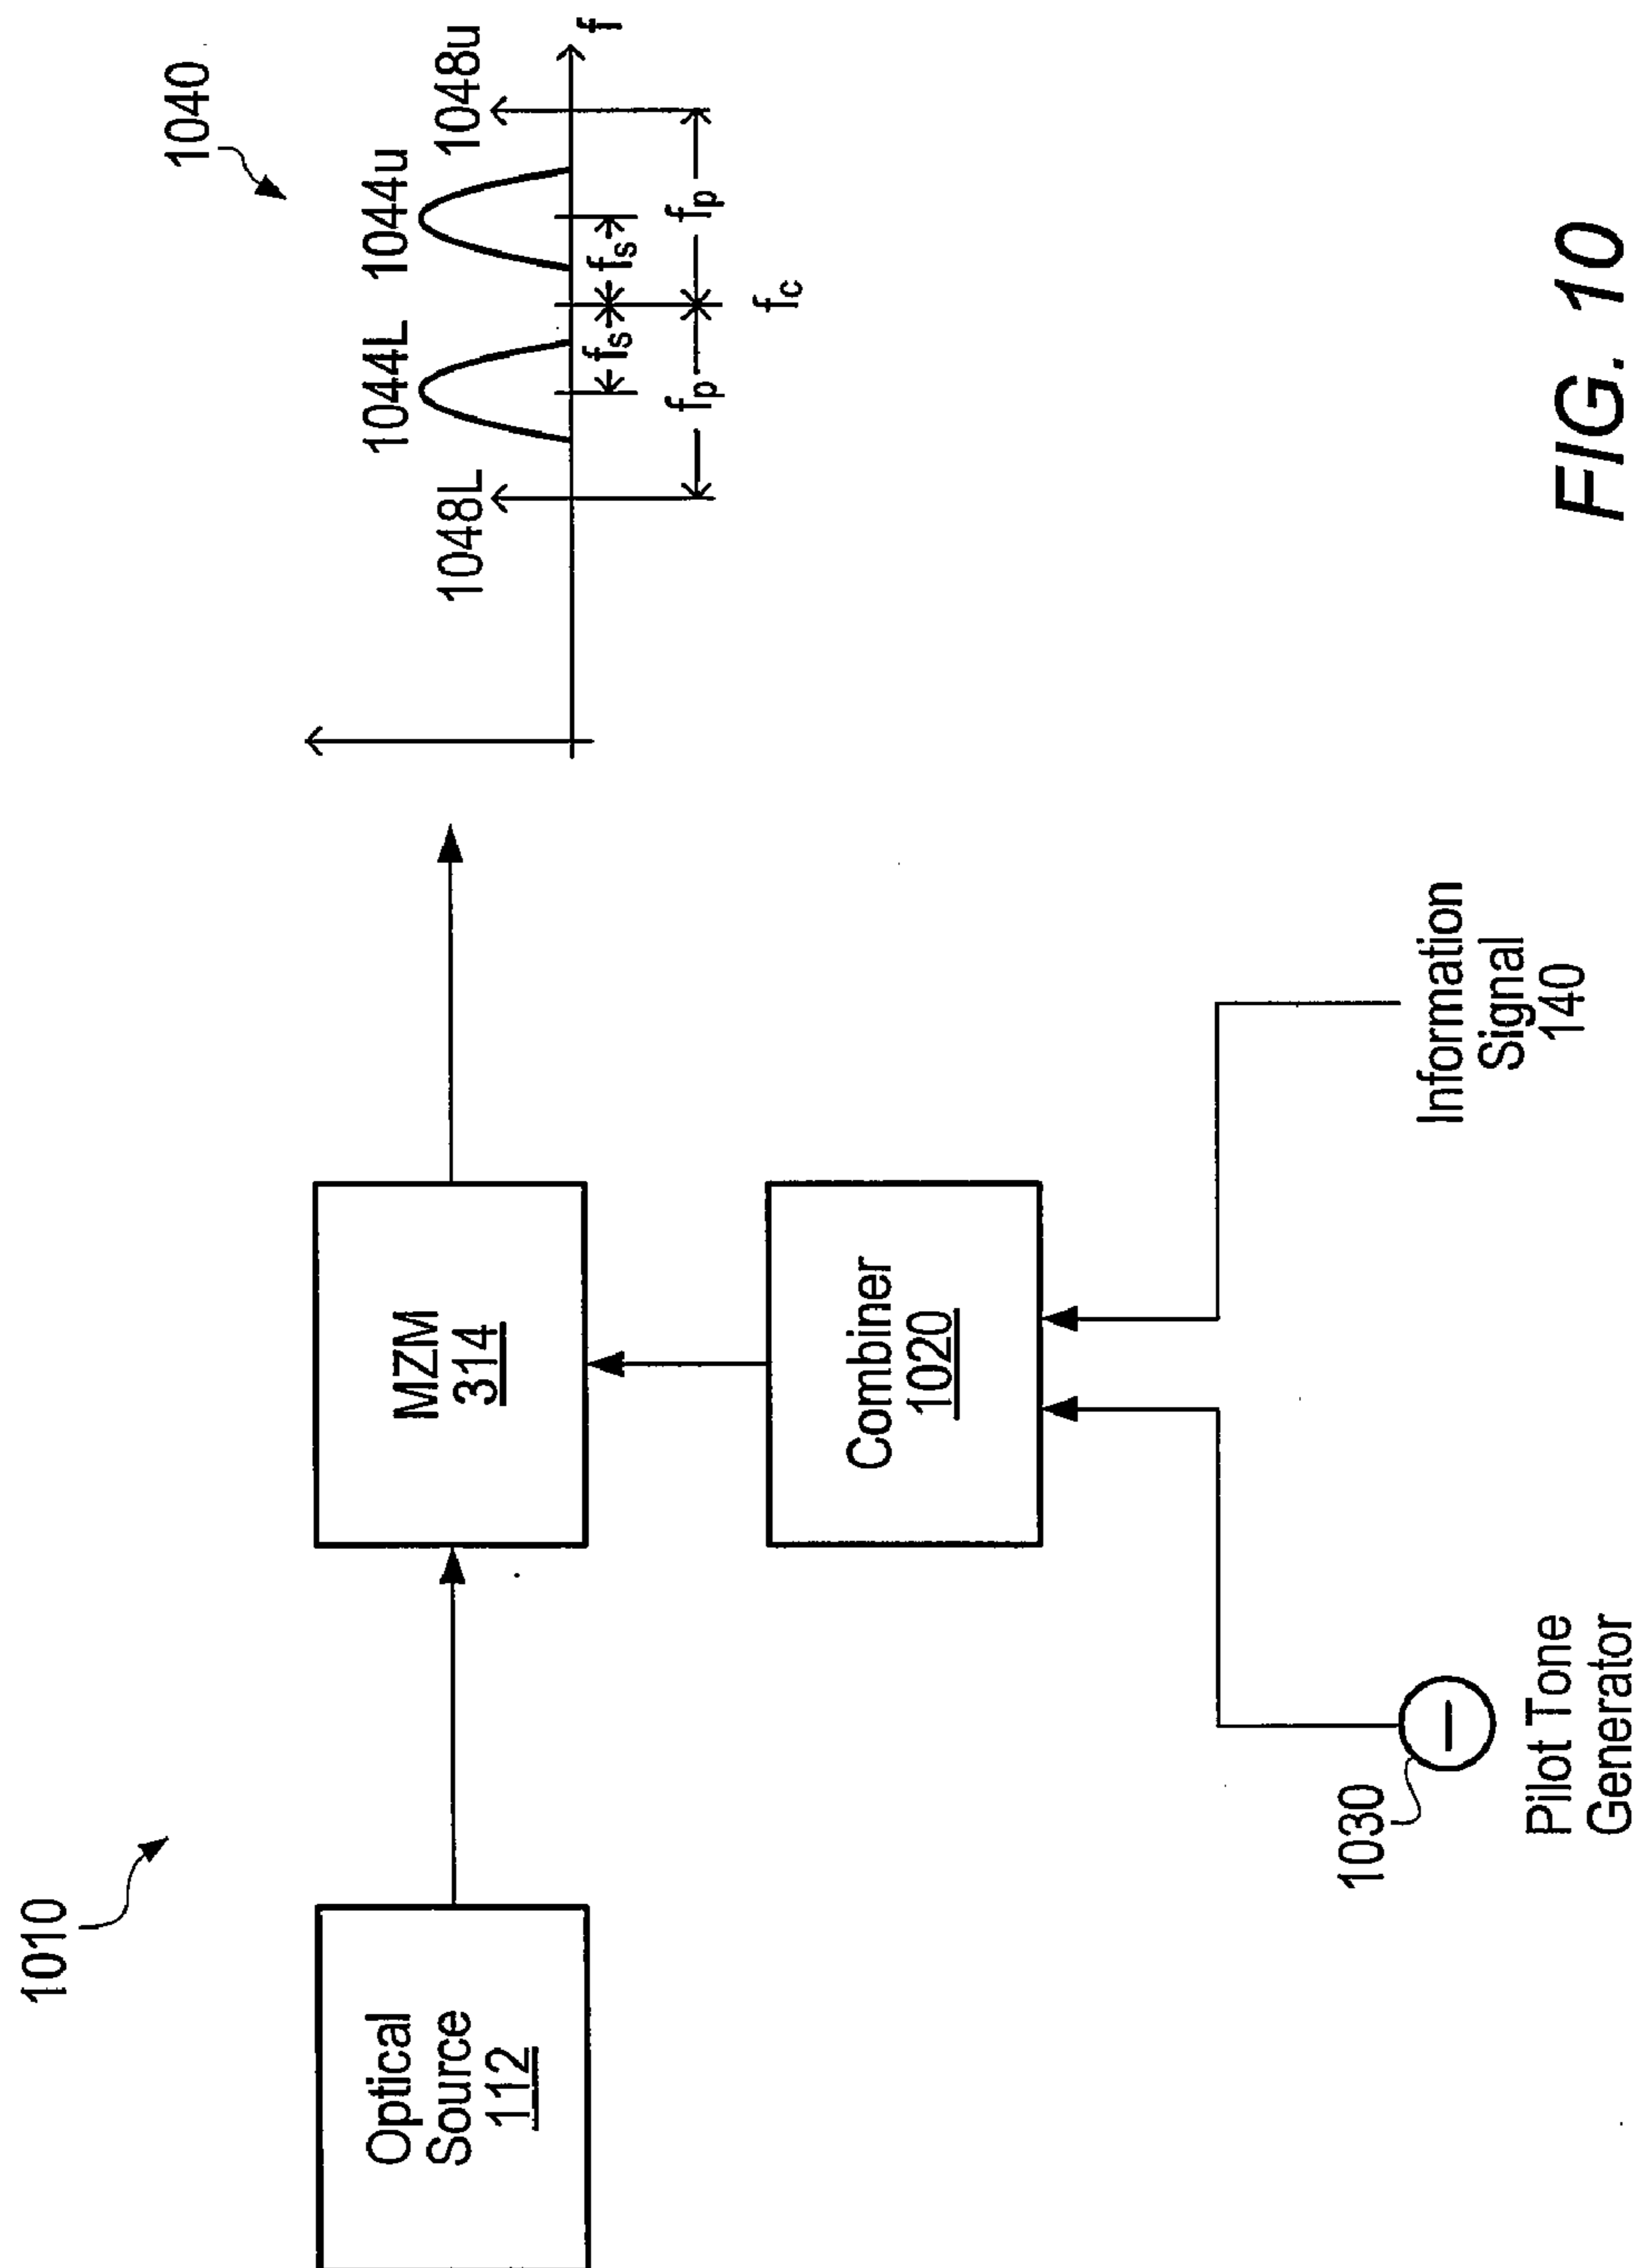 1010
Optical
Source
112
MZM
314
Combiner
1020
1030
Pilot Tone
Generator
Information
Signal
140
1040
1044L
1044u
1048L
1048u
f
fs
fs
fp
fp
fc
FIG. 10